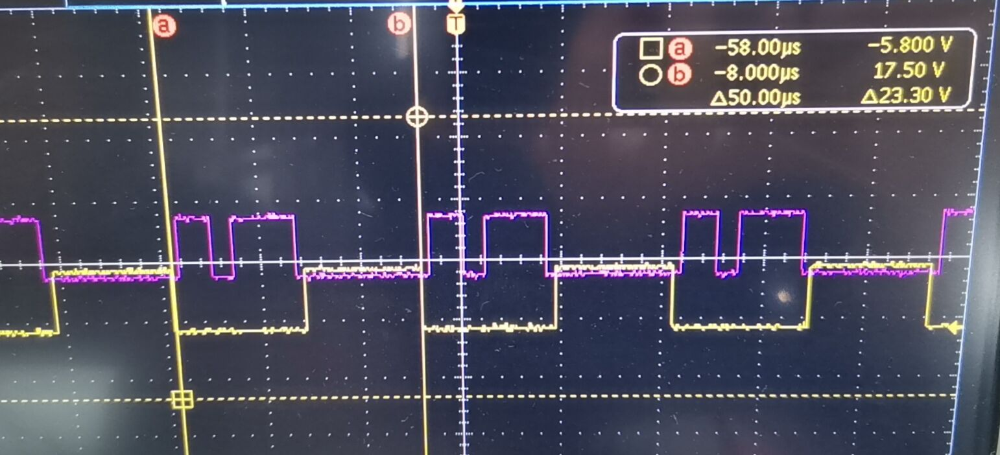 a
b
T
a -58.00µs -5.800 V
b -8.000µs 17.50 V
Δ50.00µs Δ23.30 V